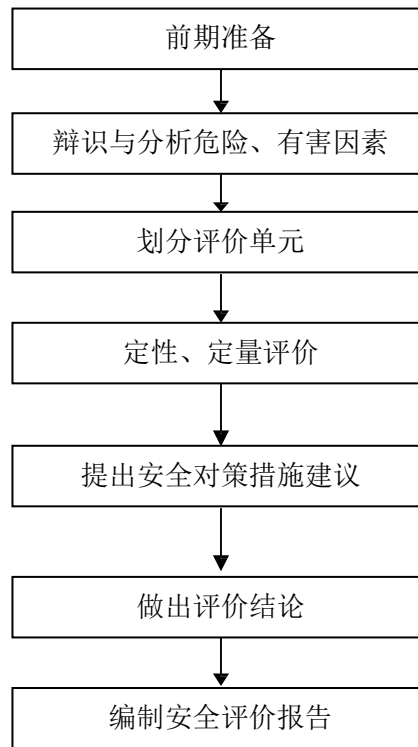 前期准备
辩识与分析危险、有害因素
划分评价单元
定性、定量评价
提出安全对策措施建议
做出评价结论
编制安全评价报告